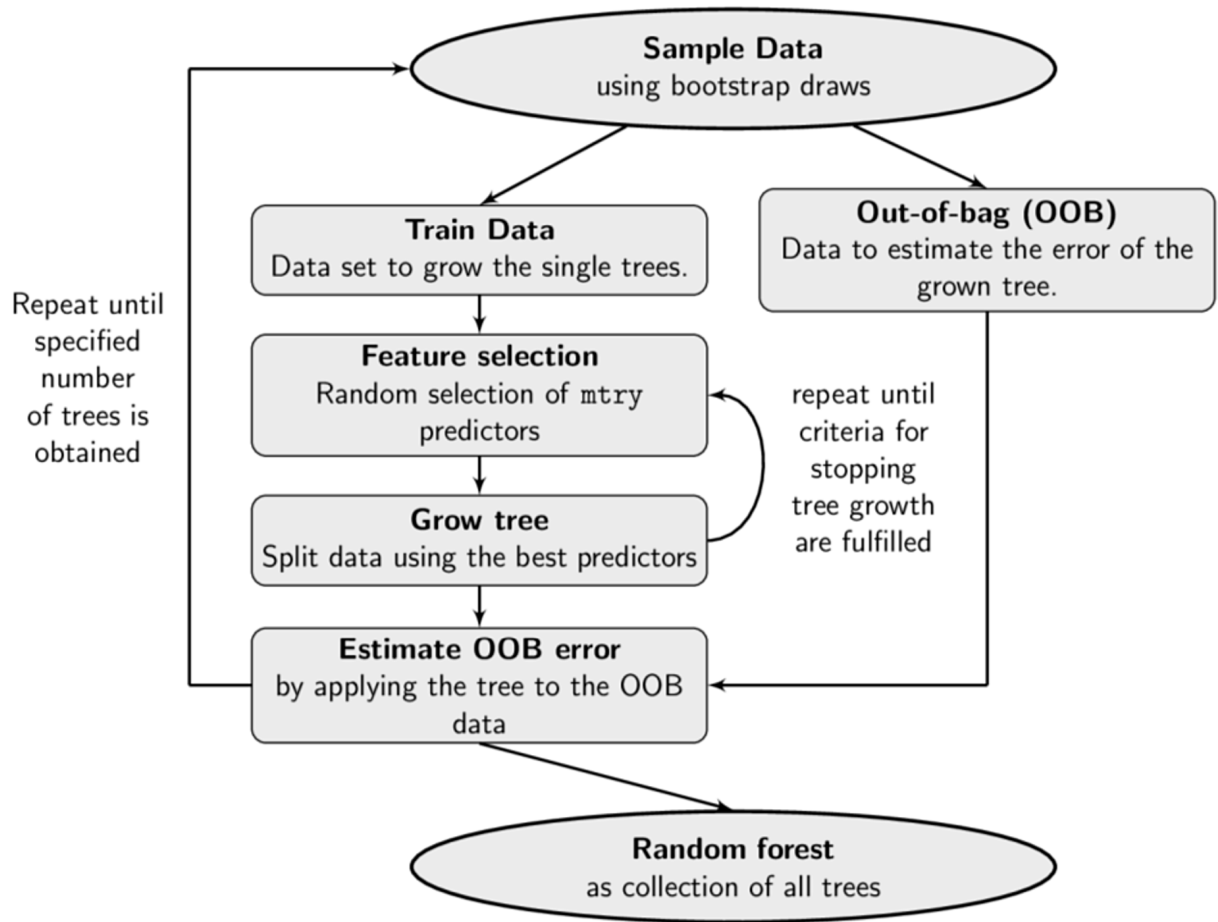 Sample Data
using bootstrap draws
Train Data
Data set to grow the single trees.
Out-of-bag (OOB)
Data to estimate the error of the
grown tree.
Repeat until
specified
number
of trees is
obtained
Feature selection
Random selection of mtry
predictors
repeat until
criteria for
stopping
tree growth
are fulfilled
Grow tree
Split data using the best predictors
Estimate OOB error
by applying the tree to the OOB
data
Random forest
as collection of all trees